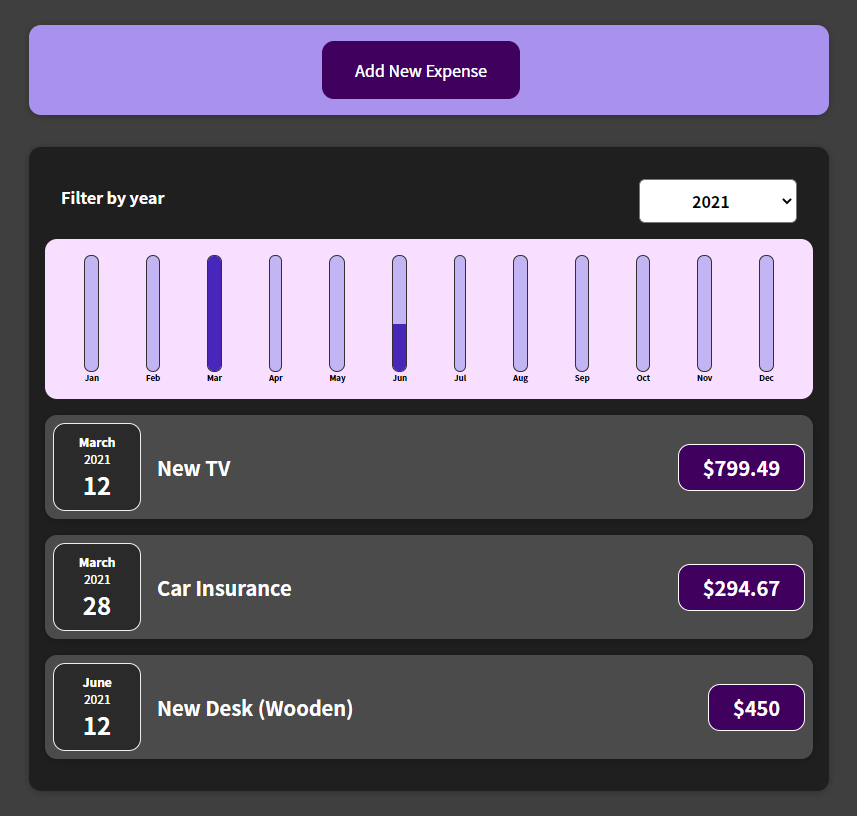 Add New Expense
Filter by year
2021
Jan Feb Mar Apr May Jun Jul Aug Sep Oct Nov Dec
March
2021
12
New TV
$799.49
March
2021
28
Car Insurance
$294.67
June
2021
12
New Desk (Wooden)
$450